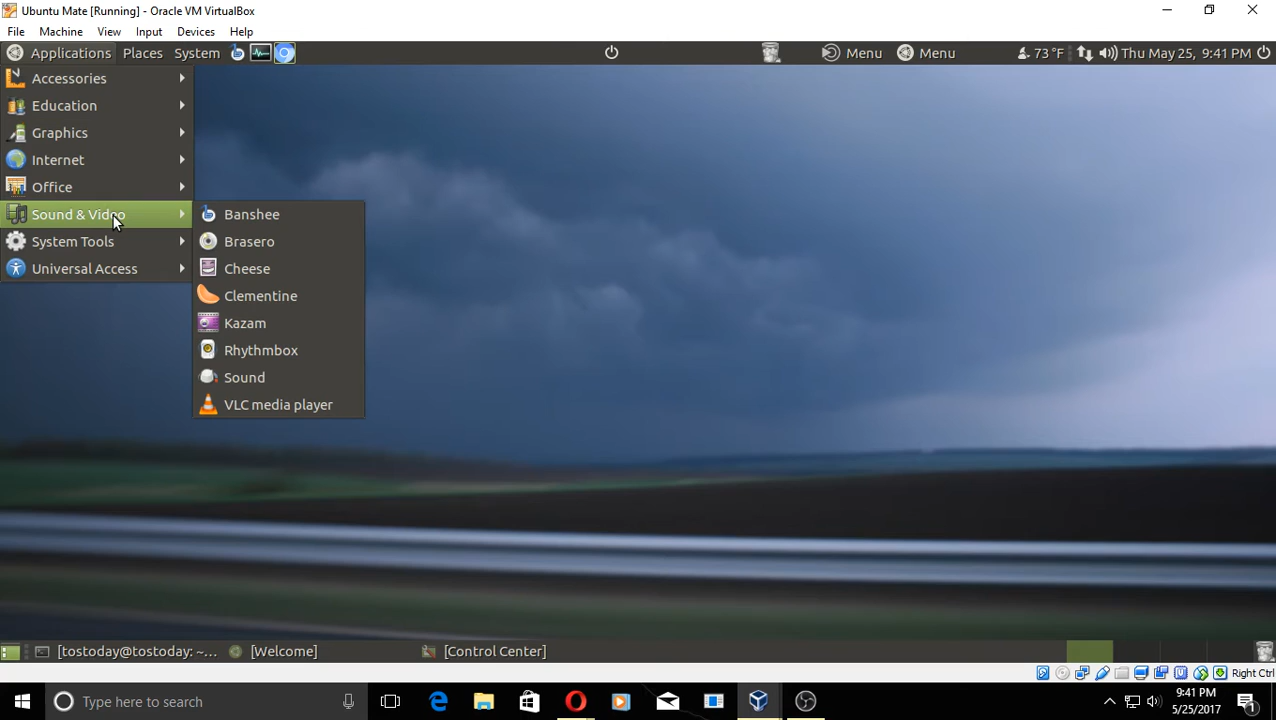 Ubuntu Mate [Running] - Oracle VM VirtualBox
File Machine View Input Devices Help
Applications Places System Menu Menu 73 °F Thu May 25, 9:41 PM
Accessories
Education
Graphics
Internet
Office
Sound & Video
System Tools
Universal Access
Banshee
Brasero
Cheese
Clementine
Kazam
Rhythmbox
Sound
VLC media player
[tostoday@tostoday: ~... [Welcome] [Control Center]
Right Ctrl
Type here to search
9:41 PM
5/25/2017
1